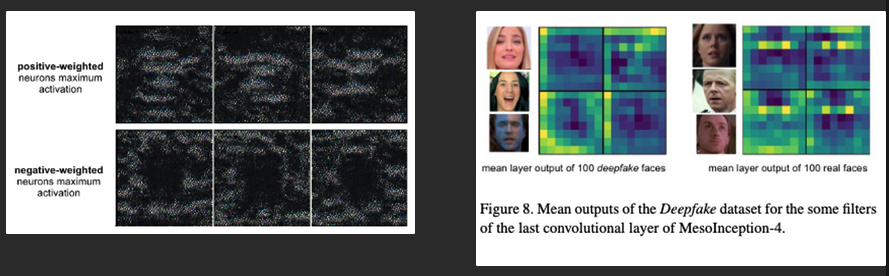 positive-weighted
neurons maximum
activation
negative-weighted
neurons maximum
activation
mean layer output of 100 deepfake faces
mean layer output of 100 real faces
Figure 8. Mean outputs of the Deepfake dataset for the some filters
of the last convolutional layer of MesoInception-4.